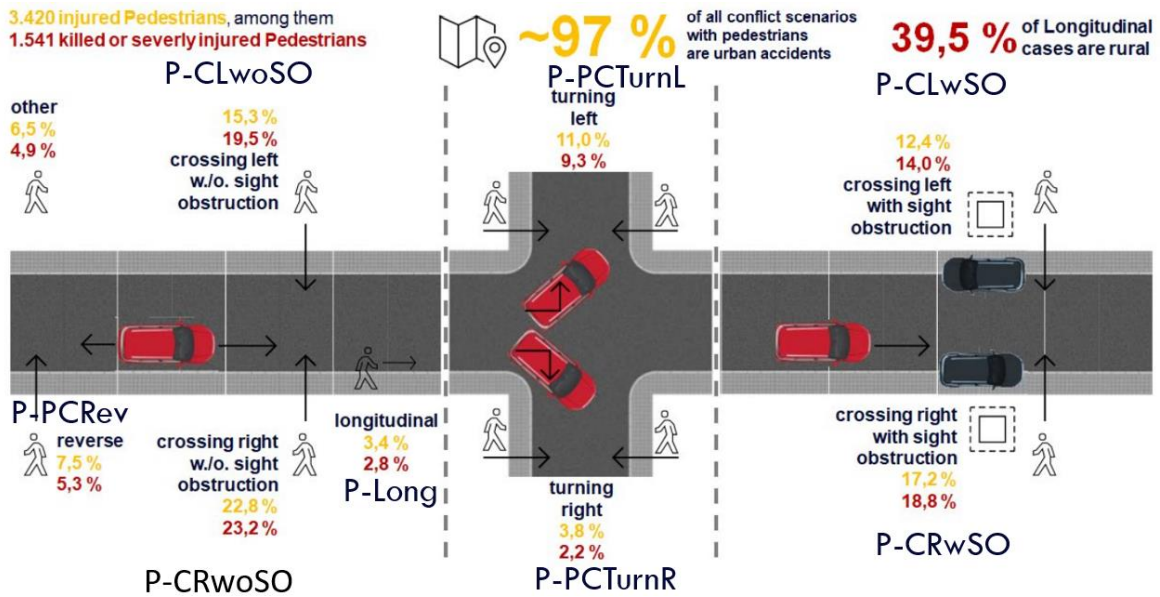 3.420 injured Pedestrians, among them
1.541 killed or severly injured Pedestrians
~97 %
of all conflict scenarios
with pedestrians
are urban accidents
39,5 %
of Longitudinal
cases are rural
P-CLwoSO
P-PCTurnL
P-CLwSO
other
6,5 %
4,9 %
15,3 %
19,5 %
crossing left
w./o. sight
obstruction
turning
left
11,0 %
9,3 %
12,4 %
14,0 %
crossing left
with sight
obstruction
P-PCRev
reverse
7,5 %
5,3 %
crossing right
w./o. sight
obstruction
22,8 %
23,2 %
P-CRwoSO
longitudinal
3,4 %
2,8 %
P-Long
turning
right
3,8 %
2,2 %
P-PCTurnR
crossing right
with sight
obstruction
17,2 %
18,8 %
P-CRwSO